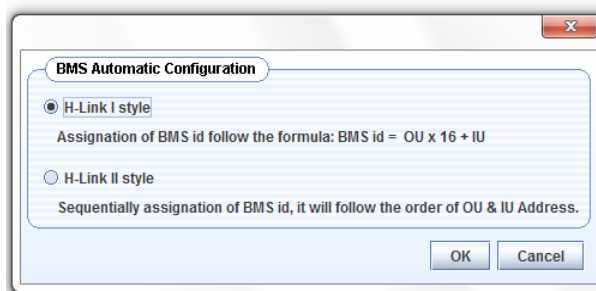 BMS Automatic Configuration
H-Link I style
Assignation of BMS id follow the formula: BMS id = OU x 16 + IU
H-Link II style
Sequentially assignation of BMS id, it will follow the order of OU & IU Address.
OK Cancel